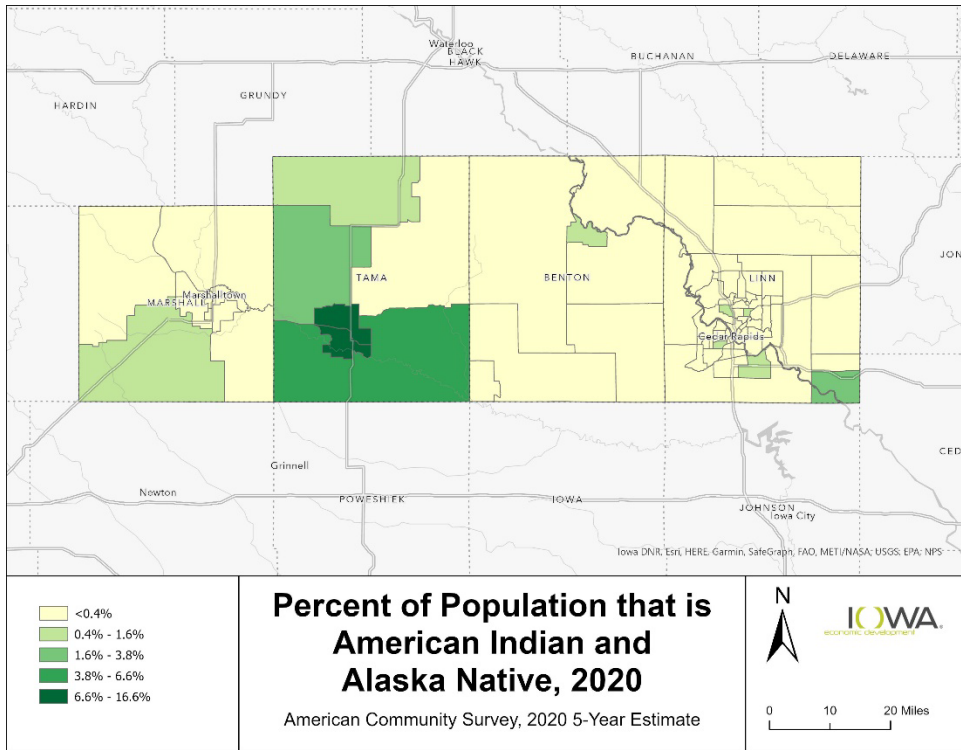 Waterloo
BLACK
HAWK
BUCHANAN
DELAWARE
GRUNDY
HARDIN
JON
TAMA
BENTON
LINN
Marshalltown
MARSHALL
Cedar Rapids
Grinnell
CED
Newton
POWESHIEK
IOWA
JOHNSON
Iowa City
Iowa DNR, Esri, HERE, Garmin, SafeGraph, FAO, METI/NASA, USGS, EPA, NPS
<0.4%
0.4% - 1.6%
1.6% - 3.8%
3.8% - 6.6%
6.6% - 16.6%
Percent of Population that is
American Indian and
Alaska Native, 2020
American Community Survey, 2020 5-Year Estimate
N
IOWA®
economic development
0 10 20 Miles